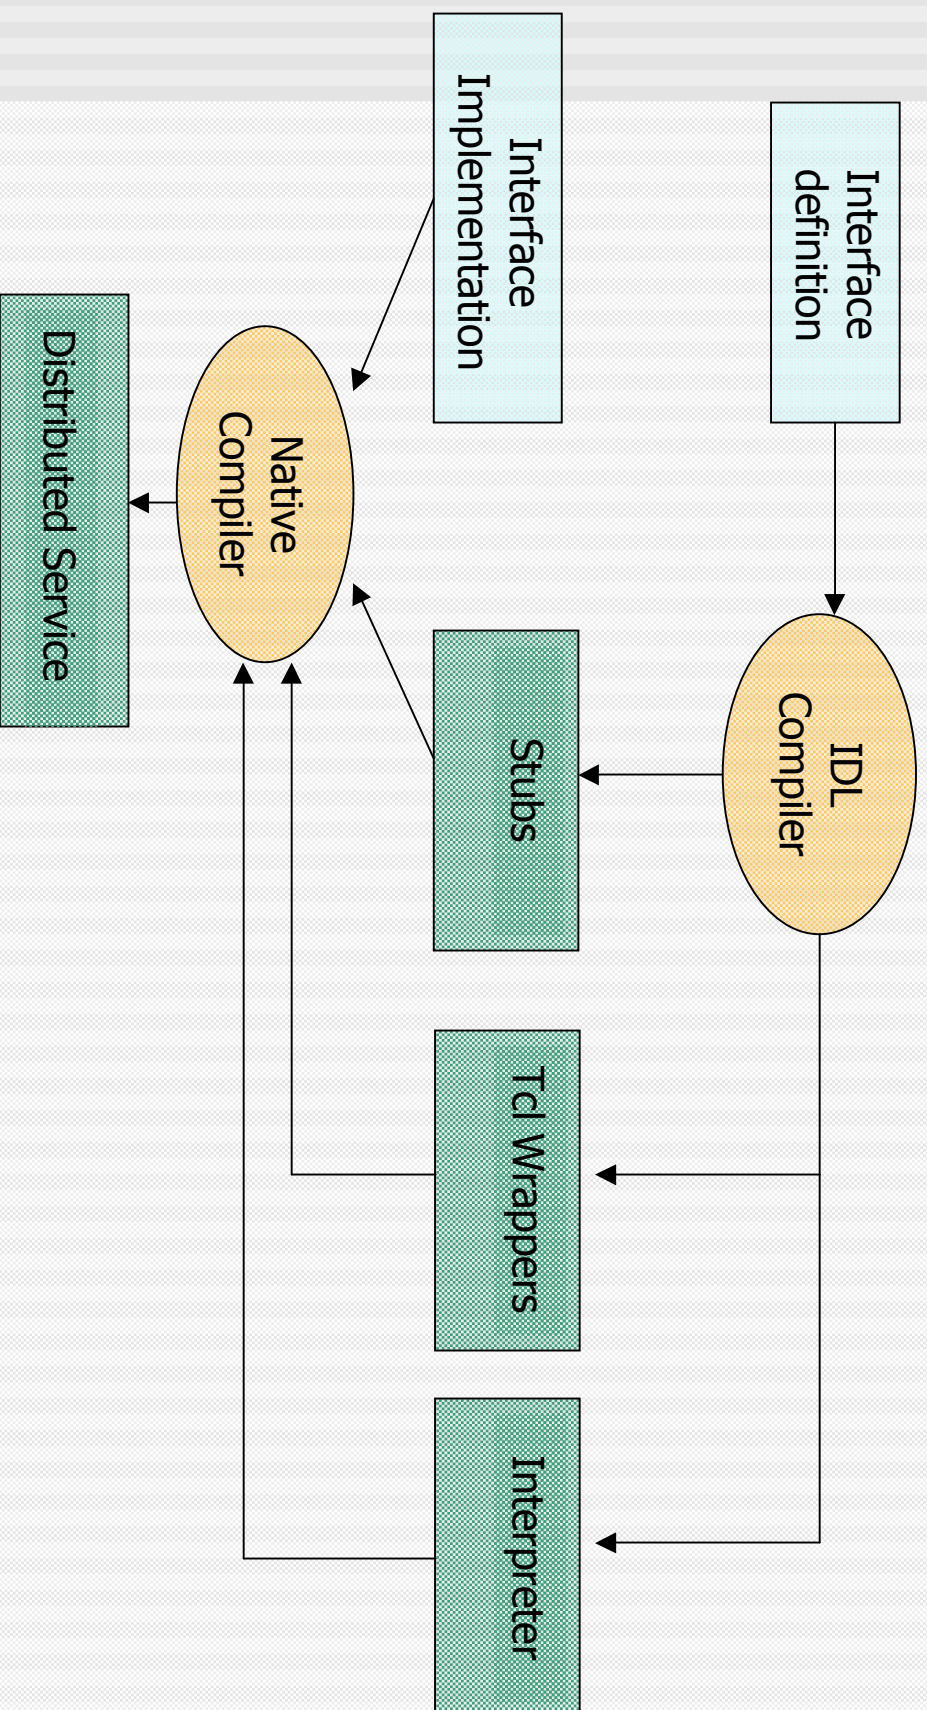 Interface
definition
IDL
Compiler
Interface
Implementation
Stubs
Tcl Wrappers
Interpreter
Native
Compiler
Distributed Service